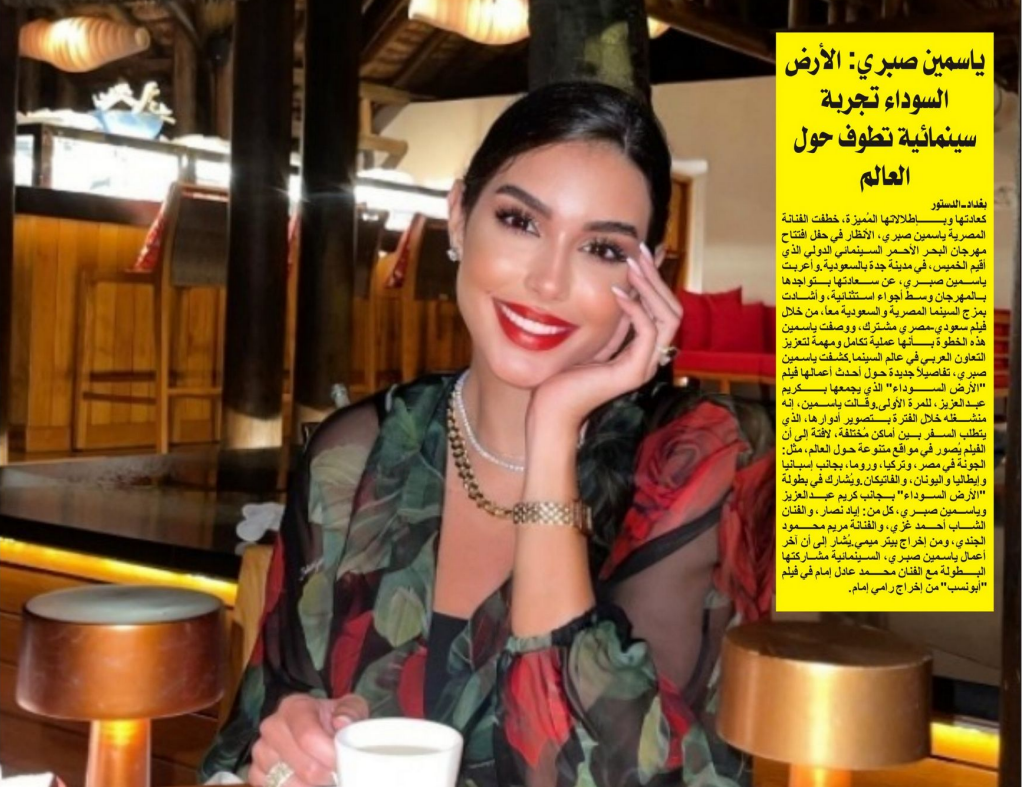 ياسمين صبري: الأرض
السوداء تجربة
سينمائية تطوف حول
العالم
بغداد-الدستور
كعادتها وبإطلالاتها المُميزة، خطفت الفنانة
المصرية ياسمين صبري، الأنظار في حفل افتتاح
مهرجان البحر الأحمر السينمائي الدولي الذي
أقيم الخميس، في مدينة جدة بالسعودية.وأعربت
ياسمين صبري، عن سعادتها بتواجدها
بالمهرجان وسط أجواء استثنائية، وأشادت
بمزج السينما المصرية والسعودية معاً، من خلال
فيلم سعودي-مصري مشترك، ووصفت ياسمين
هذه الخطوة بأنها عملية تكامل ومهمة لتعزيز
التعاون العربي في عالم السينما.كشفت ياسمين
صبري، تفاصيلاً جديدة حول أحدث أعمالها فيلم
"الأرض السوداء" الذي يجمعها بكريم
عبدالعزيز، للمرة الأولى.وقالت ياسمين، إنه
منشغله خلال الفترة بتصوير أدوارها، الذي
يتطلب السفر بين أماكن مُختلفة، لافتة إلى أن
الفيلم يُصور في مواقع متنوعة حول العالم، مثل:
الجونة في مصر، وتركيا، وروما، بجانب إسبانيا
وإيطاليا واليونان، والفاتيكان.ويُشارك في بطولة
"الأرض السوداء" بجانب كريم عبدالعزيز
وياسمين صبري، كل من: إياد نصار، والفنان
الشاب أحمد غزي، والفنانة مريم محمود
الجندي، ومن إخراج بيتر ميمي.يُشار إلى أن آخر
أعمال ياسمين صبري، السينمائية مشاركتها
البطولة مع الفنان محمد عادل إمام في فيلم
"أبونسب" من إخراج رامي إمام.